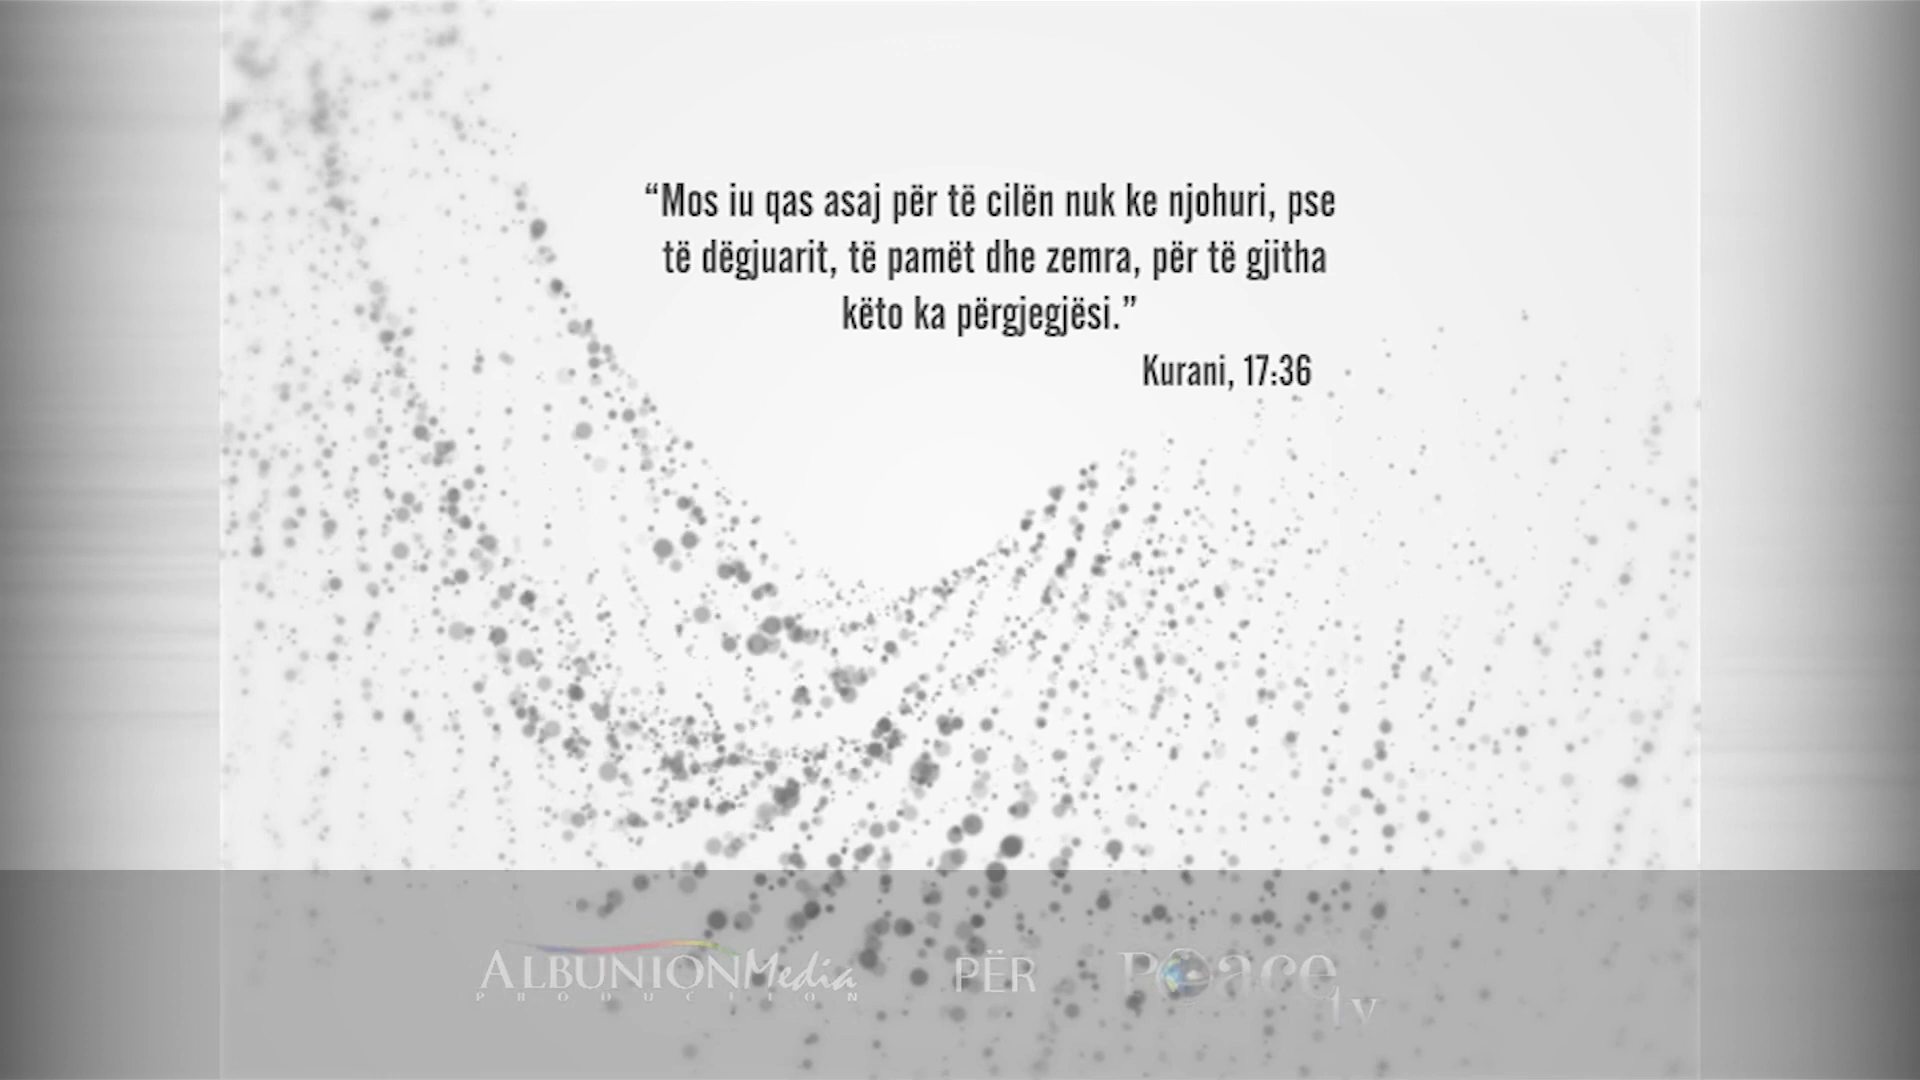 “Mos iu qas asaj për të cilën nuk ke njohuri, pse
të dëgjuarit, të pamët dhe zemra, për të gjitha
këto ka përgjegjësi.”
Kurani, 17:36
ALBUNIONMedia PËR Peace
PRODUCTION tv